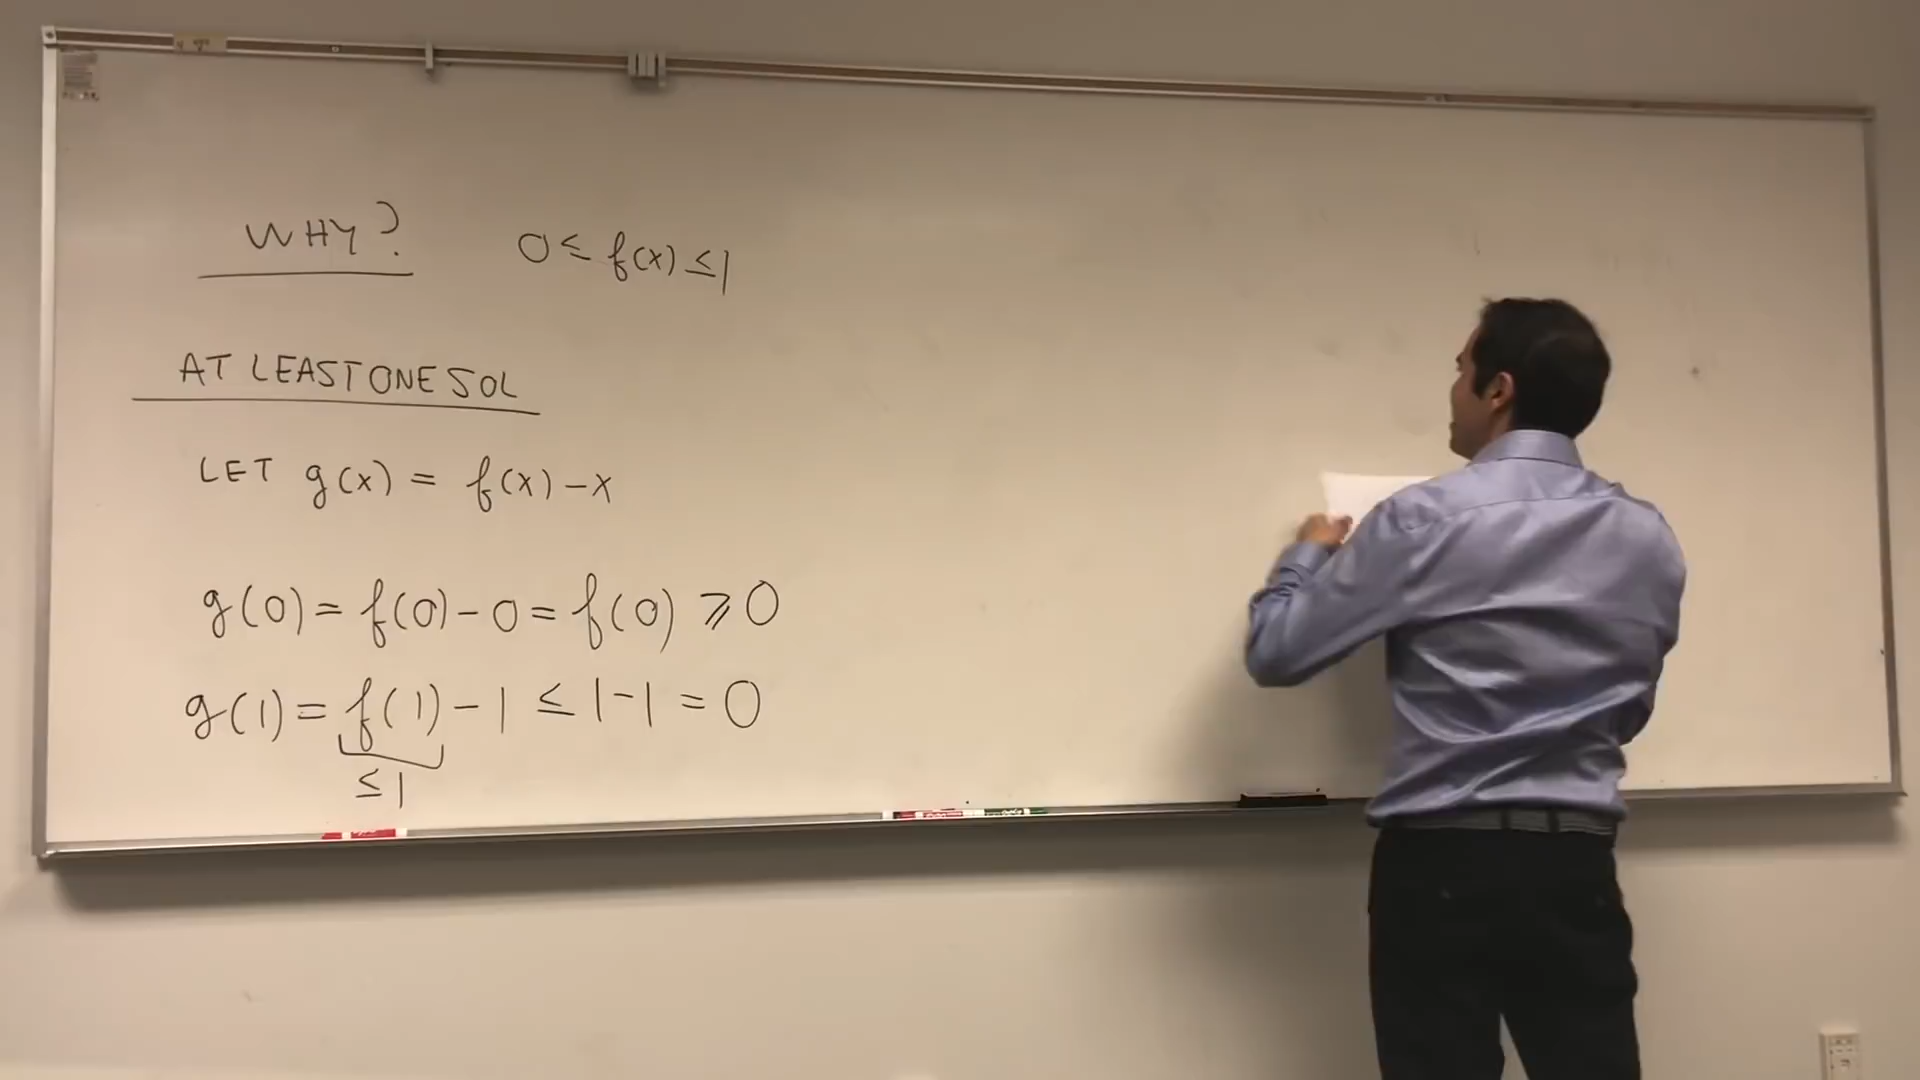 WHY? 0 ≤ f(x) ≤ 1
AT LEAST ONE SOL
LET g(x) = f(x) - x
g(0) = f(0) - 0 = f(0) ⩾ 0
g(1) = f(1) - 1 ≤ 1 - 1 = 0
≤ 1